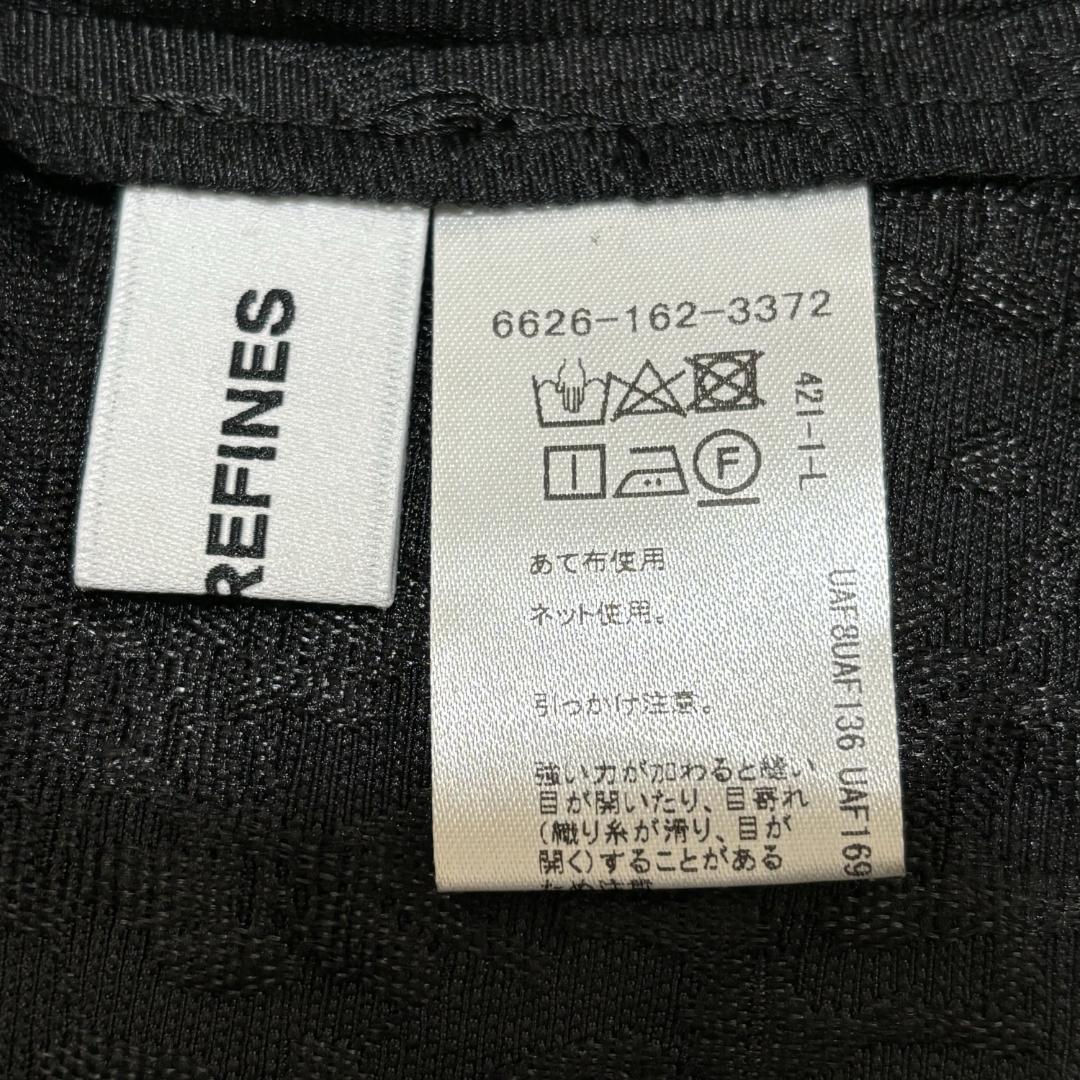 REFINES
6626-162-3372
421-1-L
F
あて布使用
ネット使用。
引っかけ注意。
強い力が加わると縫い
目が開いたり、目寄れ
(織り糸が滑り、目が
開く)することがある
UAF8UAF136 UAF169